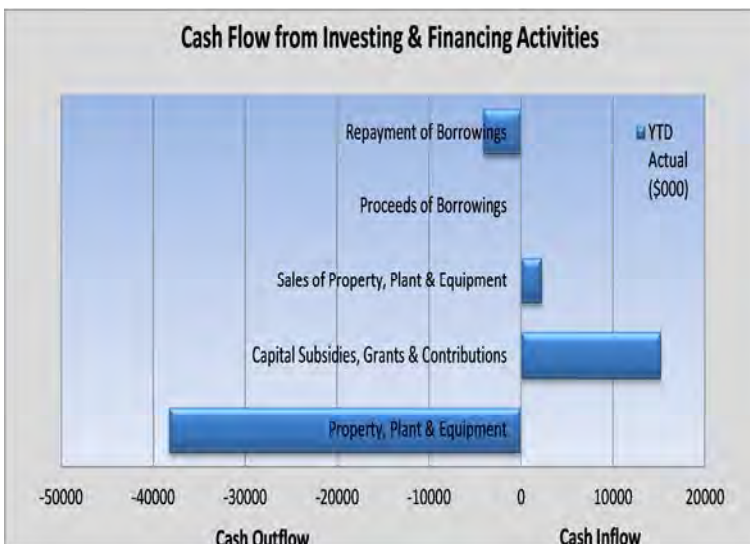 Cash Flow from Investing & Financing Activities
Repayment of Borrowings
YTD
Actual
($000)
Proceeds of Borrowings
Sales of Property, Plant & Equipment
Capital Subsidies, Grants & Contributions
Property, Plant & Equipment
-50000 -40000 -30000 -20000 -10000 0 10000 20000
Cash Outflow Cash Inflow